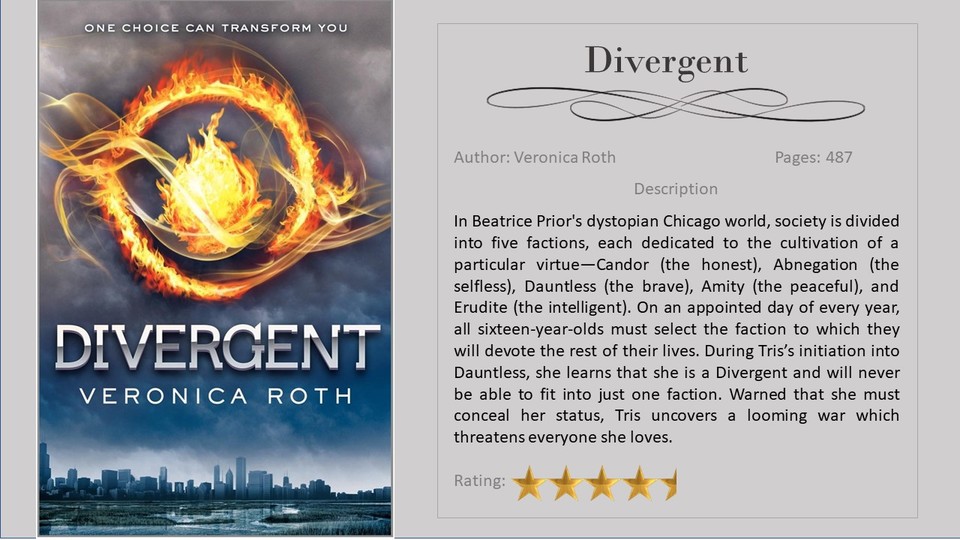 ONE CHOICE CAN TRANSFORM YOU
DIVERGENT
VERONICA ROTH
Divergent
Author: Veronica Roth Pages: 487
Description
In Beatrice Prior's dystopian Chicago world, society is divided
into five factions, each dedicated to the cultivation of a
particular virtue—Candor (the honest), Abnegation (the
selfless), Dauntless (the brave), Amity (the peaceful), and
Erudite (the intelligent). On an appointed day of every year,
all sixteen-year-olds must select the faction to which they
will devote the rest of their lives. During Tris’s initiation into
Dauntless, she learns that she is a Divergent and will never
be able to fit into just one faction. Warned that she must
conceal her status, Tris uncovers a looming war which
threatens everyone she loves.
Rating: